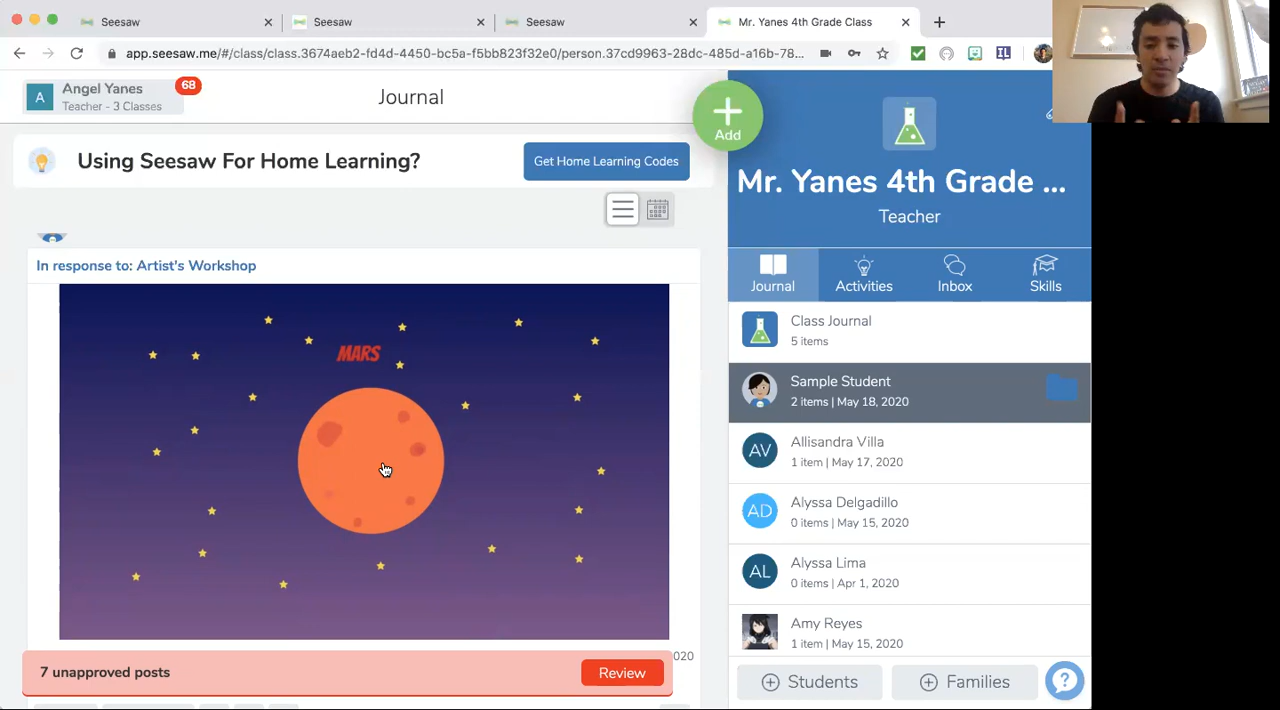 Seesaw
Seesaw
Seesaw
Mr. Yanes 4th Grade Class
app.seesaw.me/#/class/class.3674aeb2-fd4d-4450-bc5a-f5bb823f32e0/person.37cd9963-28dc-485d-a16b-78...
IL
A
Angel Yanes
Teacher - 3 Classes
68
Journal
Add
Using Seesaw For Home Learning?
Get Home Learning Codes
In response to: Artist's Workshop
MARS
020
7 unapproved posts
Review
Mr. Yanes 4th Grade ...
Teacher
Journal
Activities
Inbox
Skills
Class Journal
5 items
Sample Student
2 items | May 18, 2020
AV
Allisandra Villa
1 item | May 17, 2020
AD
Alyssa Delgadillo
0 items | May 15, 2020
AL
Alyssa Lima
0 items | Apr 1, 2020
Amy Reyes
1 item | May 15, 2020
Students
Families
?